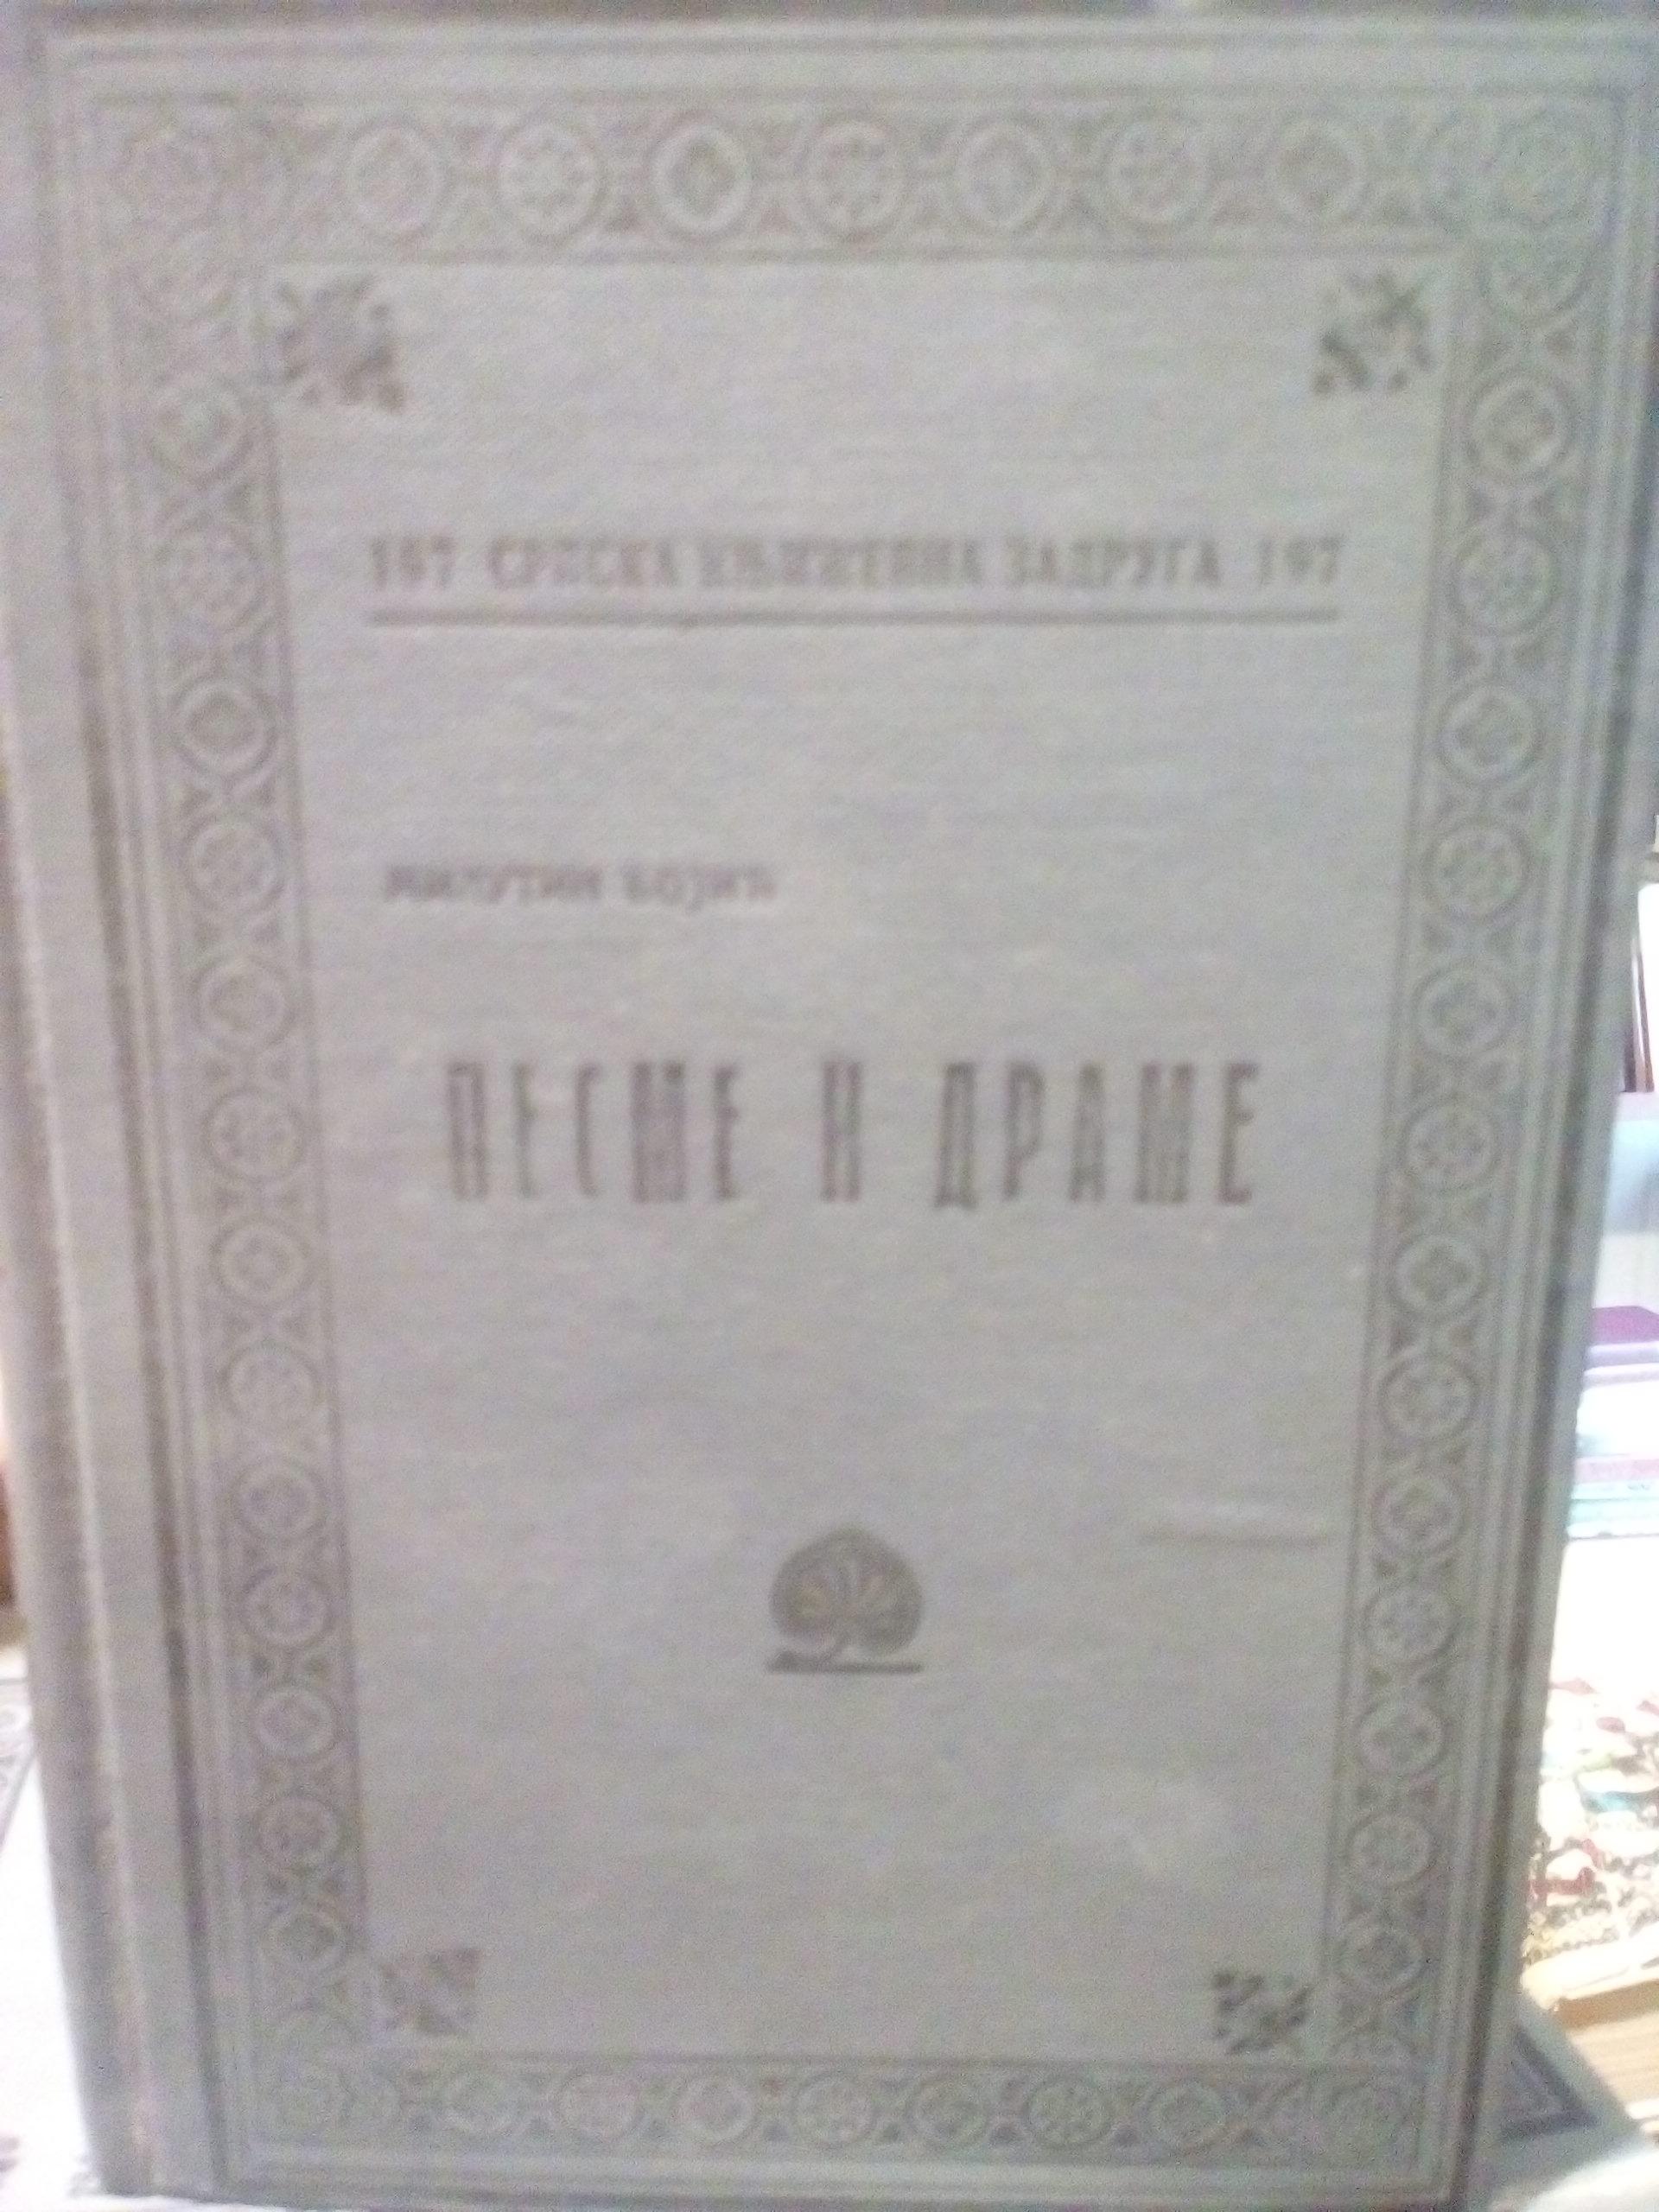 197 СРПСКА КЊИЖЕВНА ЗАДРУГА 197
МИЛУТИН БОЈИЋ
ПЕСМЕ И ДРАМЕ